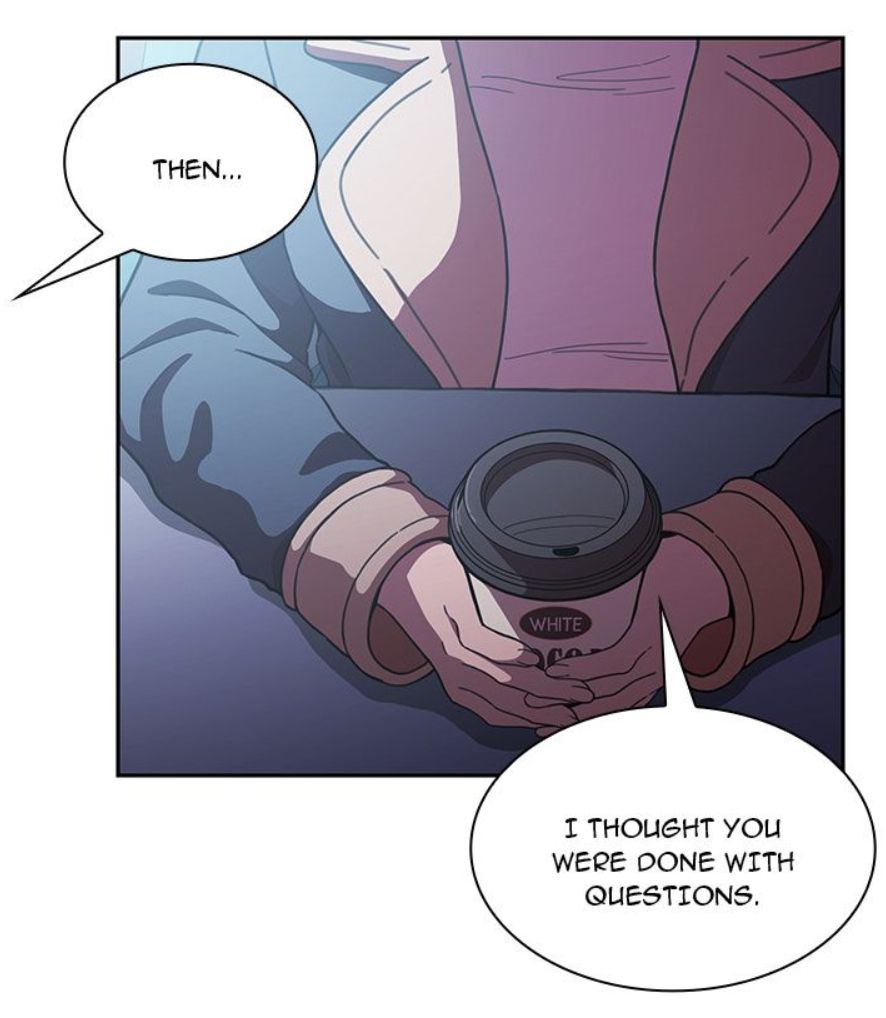 THEN...
WHITE
I THOUGHT YOU
WERE DONE WITH
QUESTIONS.